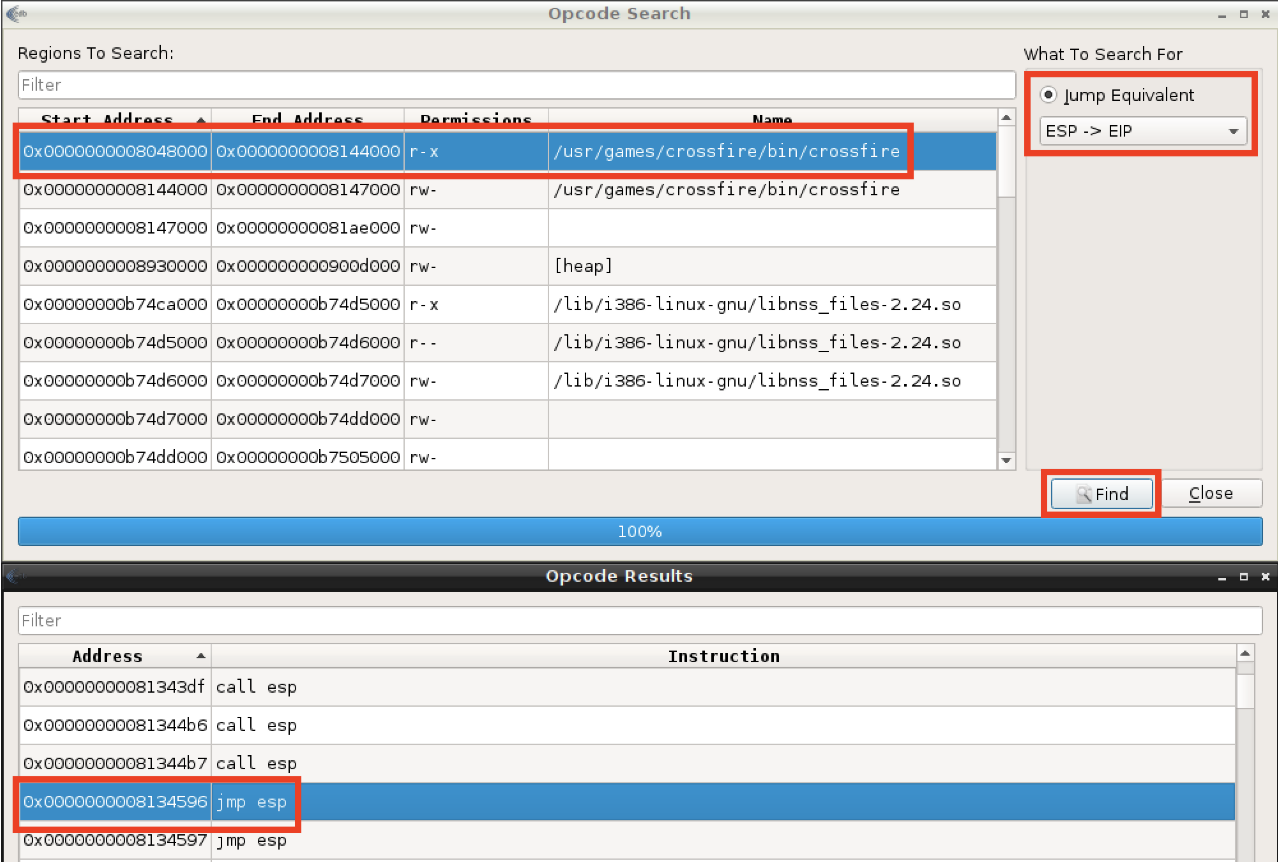 Opcode Search
Regions To Search:
What To Search For
Filter
Jump Equivalent
ESP -> EIP
Start Address End Address Permissions Name
0x0000000008048000 0x0000000008144000 r-x /usr/games/crossfire/bin/crossfire
0x0000000008144000 0x0000000008147000 rw- /usr/games/crossfire/bin/crossfire
0x0000000008147000 0x00000000081ae000 rw-
0x0000000008930000 0x000000000900d000 rw- [heap]
0x00000000b74ca000 0x00000000b74d5000 r-x /lib/i386-linux-gnu/libnss_files-2.24.so
0x00000000b74d5000 0x00000000b74d6000 r-- /lib/i386-linux-gnu/libnss_files-2.24.so
0x00000000b74d6000 0x00000000b74d7000 rw- /lib/i386-linux-gnu/libnss_files-2.24.so
0x00000000b74d7000 0x00000000b74dd000 rw-
0x00000000b74dd000 0x00000000b7505000 rw-
Find Close
100%
Opcode Results
Filter
Address Instruction
0x00000000081343df call esp
0x00000000081344b6 call esp
0x00000000081344b7 call esp
0x0000000008134596 jmp esp
0x0000000008134597 jmp esp